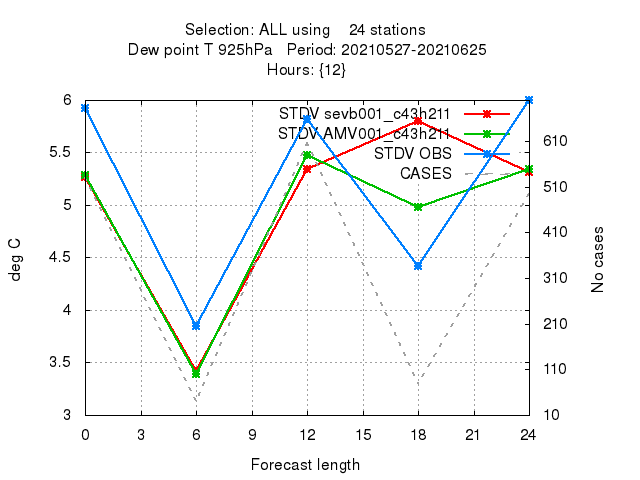 Selection: ALL using 24 stations
Dew point T 925hPa Period: 20210527-20210625
Hours: {12}
STDV sevb001_c43h211
STDV AMV001_c43h211
STDV OBS
CASES
6
5.5
5
4.5
4
3.5
3
610
510
410
310
210
110
10
deg C
No cases
0 3 6 9 12 15 18 21 24
Forecast length